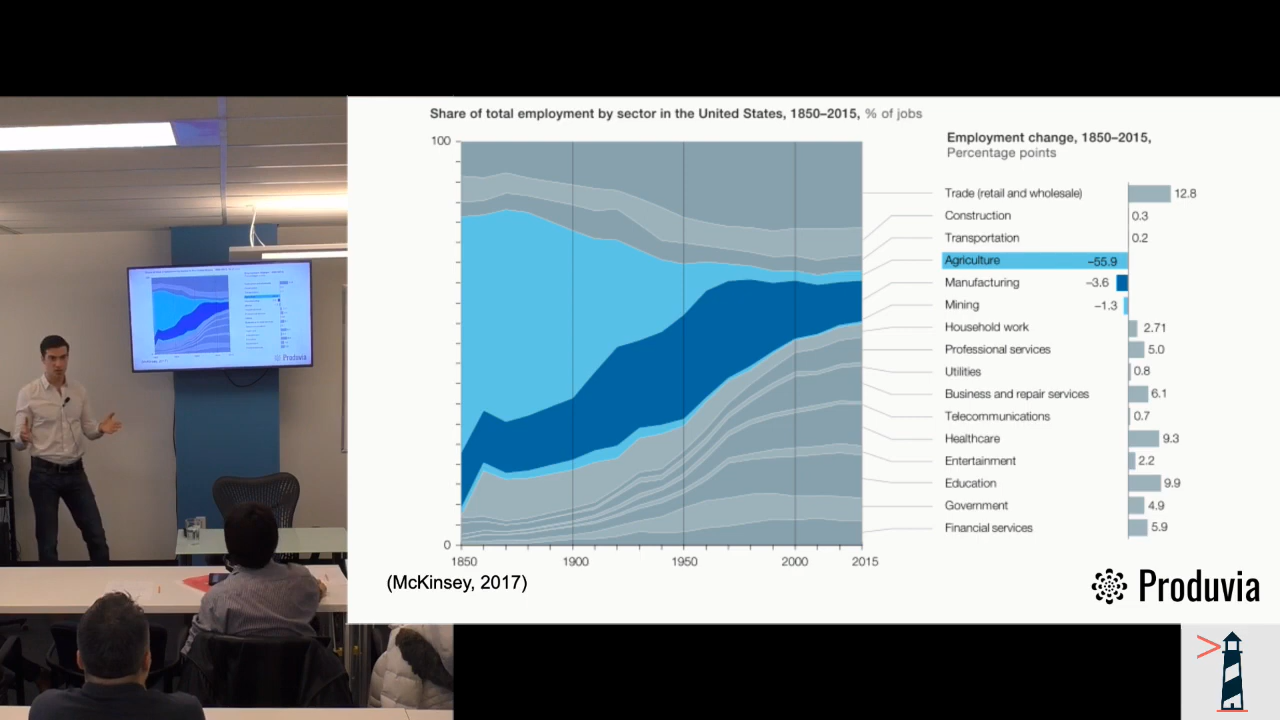 Share of total employment by sector in the United States, 1850–2015, % of jobs
100
Employment change, 1850–2015,
Percentage points
Trade (retail and wholesale) 12.8
Construction 0.3
Transportation 0.2
Agriculture –55.9
Manufacturing –3.6
Mining –1.3
Household work 2.71
Professional services 5.0
Utilities 0.8
Business and repair services 6.1
Telecommunications 0.7
Healthcare 9.3
Entertainment 2.2
Education 9.9
Government 4.9
Financial services 5.9
0
1850 1900 1950 2000 2015
(McKinsey, 2017)
Produvia
Produvia